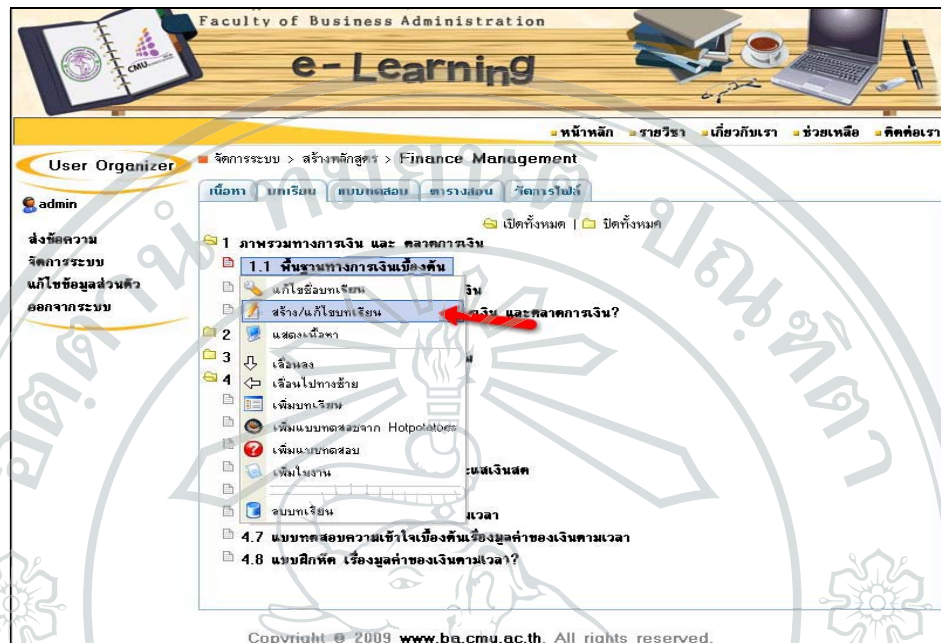 Faculty of Business Administration
e-Learning
CMU
หน้าหลัก รายวิชา เกี่ยวกับเรา ช่วยเหลือ ติดต่อเรา
User Organizer
จัดการระบบ > สร้างหลักสูตร > Finance Management
เนื้อหา บทเรียน แบบทดสอบ ตารางสอน จัดการไฟล์
admin
เปิดทั้งหมด | ปิดทั้งหมด
ส่งข้อความ
จัดการระบบ
แก้ไขข้อมูลส่วนตัว
ออกจากระบบ
1 ภาพรวมทางการเงิน และ ตลาดการเงิน
1.1 พื้นฐานทางการเงินเบื้องต้น
แก้ไขชื่อบทเรียน
สร้าง/แก้ไขบทเรียน
เงิน และตลาดการเงิน?
2
แสดงเนื้อหา
3
เลื่อนลง
4
เลื่อนไปทางซ้าย
เพิ่มบทเรียน
เพิ่มแบบทดสอบจาก Hotpotatoes
เพิ่มแบบทดสอบ
เพิ่มใบงาน
ะแสเงินสด
ลบบทเรียน
มเวลา
4.7 แบบทดสอบความเข้าใจเบื้องต้นเรื่องมูลค่าของเงินตามเวลา
4.8 แบบฝึกหัด เรื่องมูลค่าของเงินตามเวลา?
Copyright © 2009 www.ba.cmu.ac.th. All rights reserved.